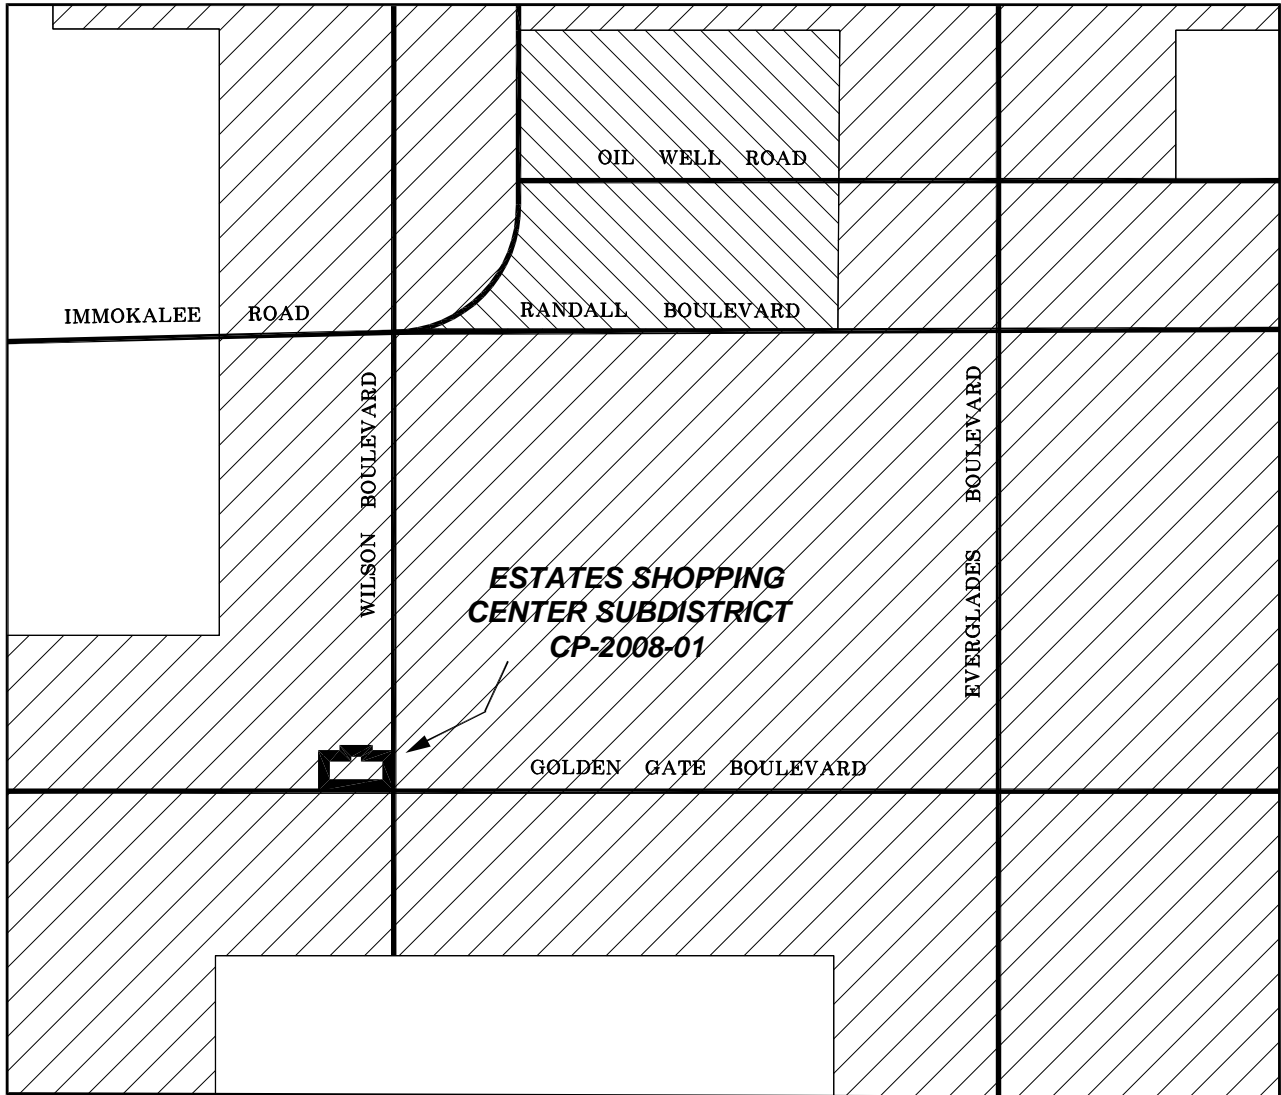 OIL WELL ROAD
IMMOKALEE ROAD
RANDALL BOULEVARD
WILSON BOULEVARD
EVERGLADES BOULEVARD
ESTATES SHOPPING
CENTER SUBDISTRICT
CP-2008-01
GOLDEN GATE BOULEVARD